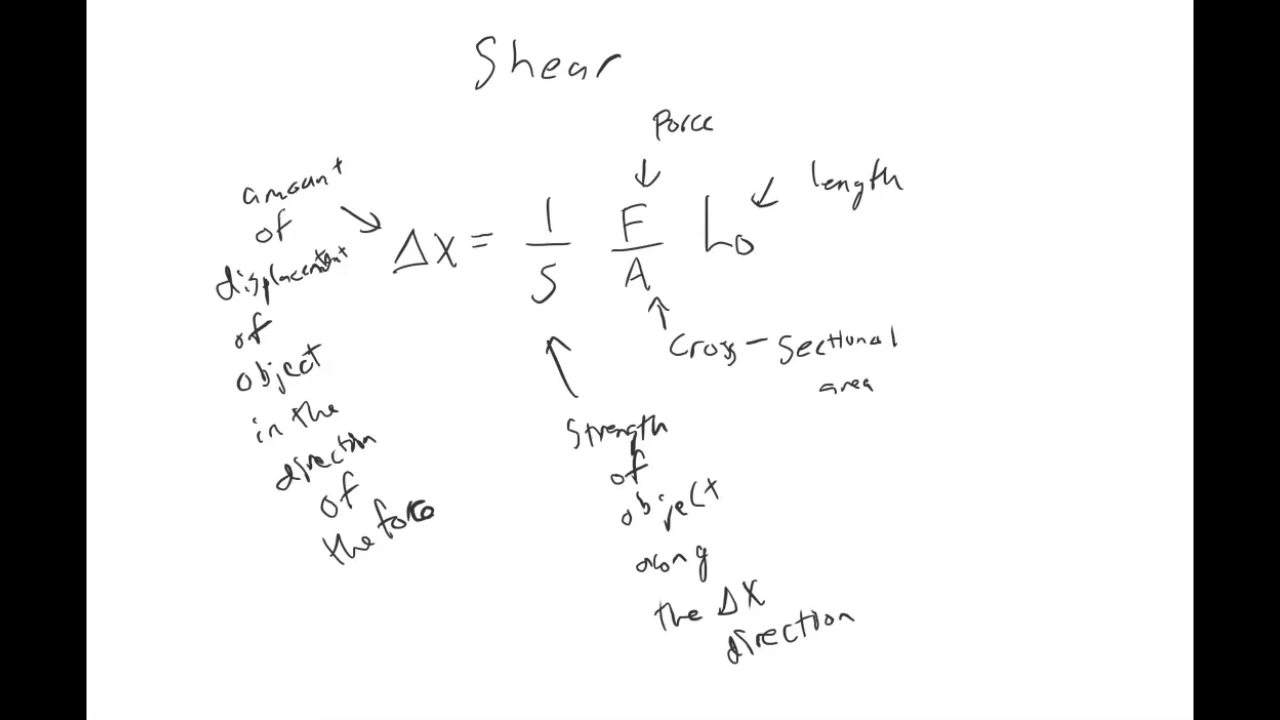 Shear
Force
length
amount
of
displacement
of
object
in the
direction
of
the force
Δx = 1/S F/A L₀
Cross-sectional
area
Strength
of
object
along
the ΔX
direction